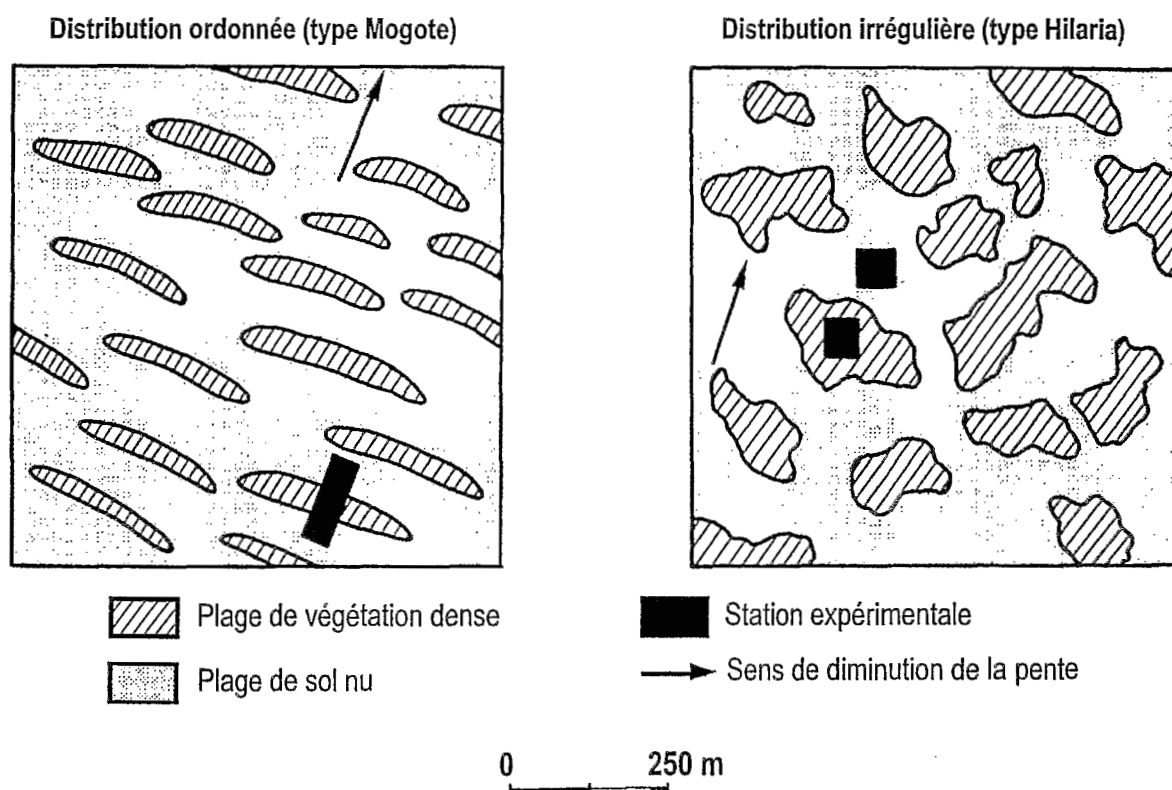 Distribution ordonnée (type Mogote)
Distribution irrégulière (type Hilaria)
Plage de végétation dense
Station expérimentale
Plage de sol nu
Sens de diminution de la pente
0 250 m